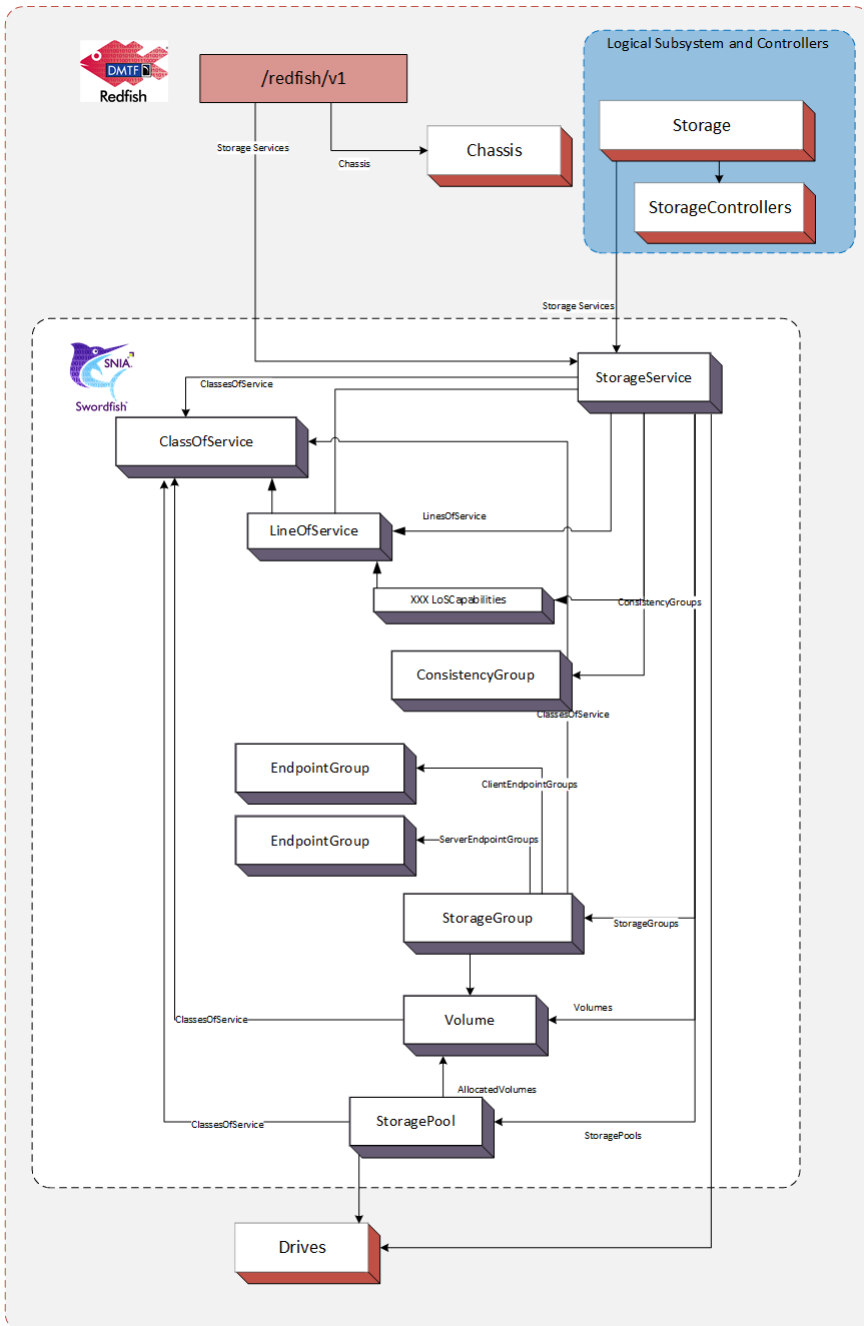 DMTF
Redfish
/redfish/v1
Logical Subsystem and Controllers
Storage
Storage Services
Chassis
Chassis
StorageControllers
Storage Services
SNIA
Swordfish
StorageService
ClassesOfService
ClassOfService
LinesOfService
LineOfService
XXX LoSCapabilities
ConsistencyGroups
ConsistencyGroup
ClassesOfService
EndpointGroup
ClientEndpointGroups
EndpointGroup
ServerEndpointGroups
StorageGroup
StorageGroups
Volumes
Volume
ClassesOfService
AllocatedVolumes
StoragePool
ClassesOfService
StoragePools
Drives